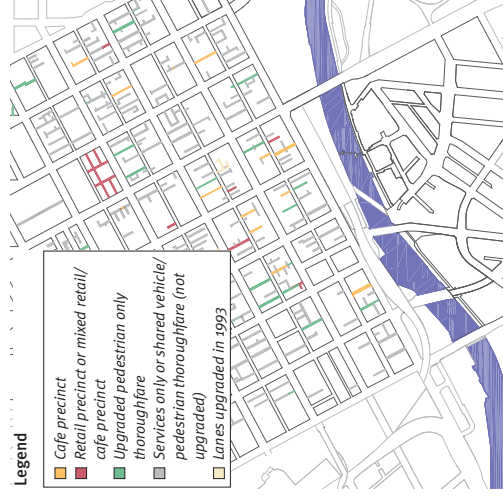 Legend
Cafe precinct
Retail precinct or mixed retail/
cafe precinct
Upgraded pedestrian only
thoroughfare
Services only or shared vehicle/
pedestrian thoroughfare (not
upgraded)
Lanes upgraded in 1993